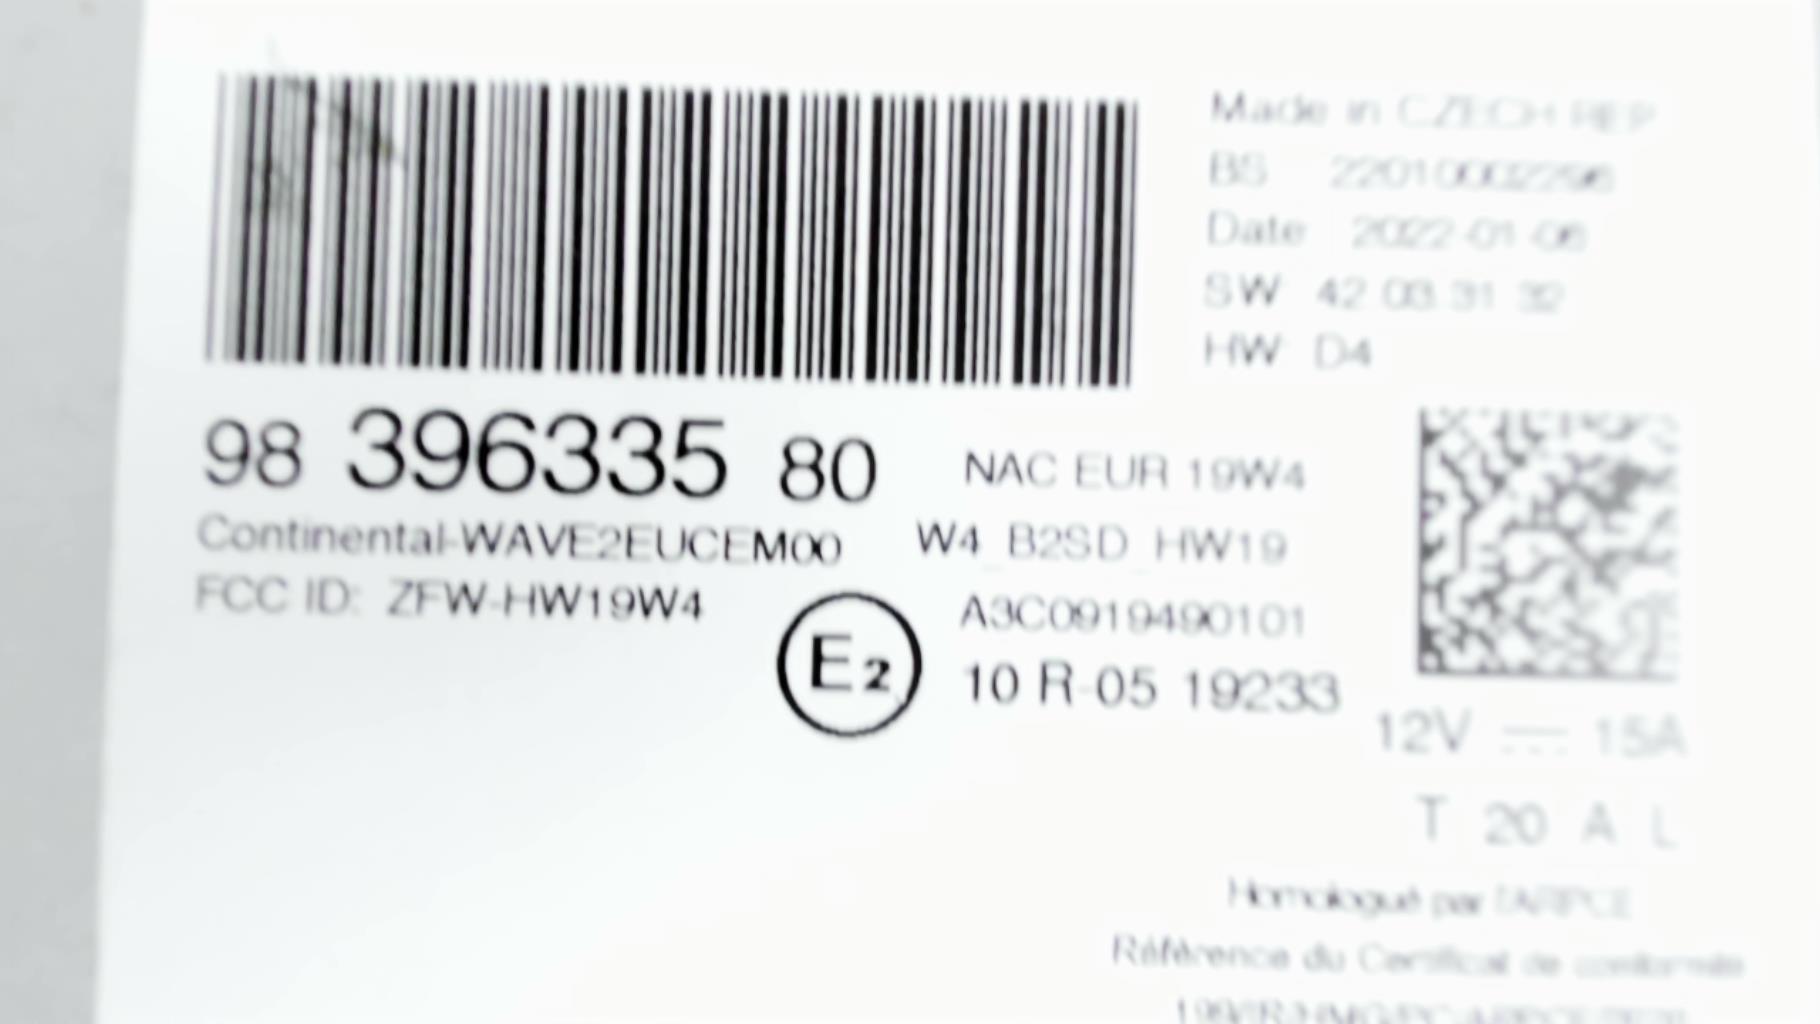 Made in CZECH REP
BS 22010002296
Date 2022-01-06
SW 42.03.31.32
HW D4
98 396335 80
NAC EUR 19W4
Continental-WAVE2EUCEM00
W4_B2SD_HW19
FCC ID: ZFW-HW19W4
A3C0919490101
E2
10 R-05 19233
12V 15A
T 20 A L
Homologué par l'ARPCE
Référence du Certificat de conformité